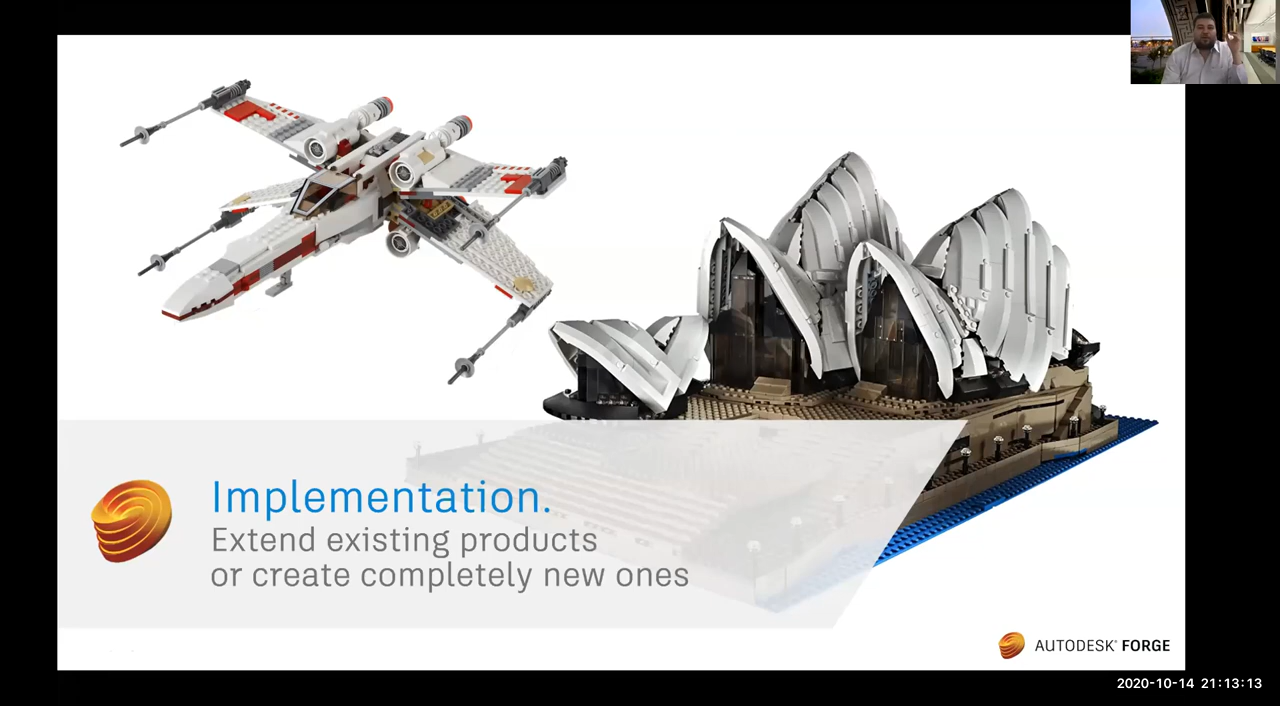 Implementation.
Extend existing products
or create completely new ones
AUTODESK® FORGE
2020-10-14 21:13:13